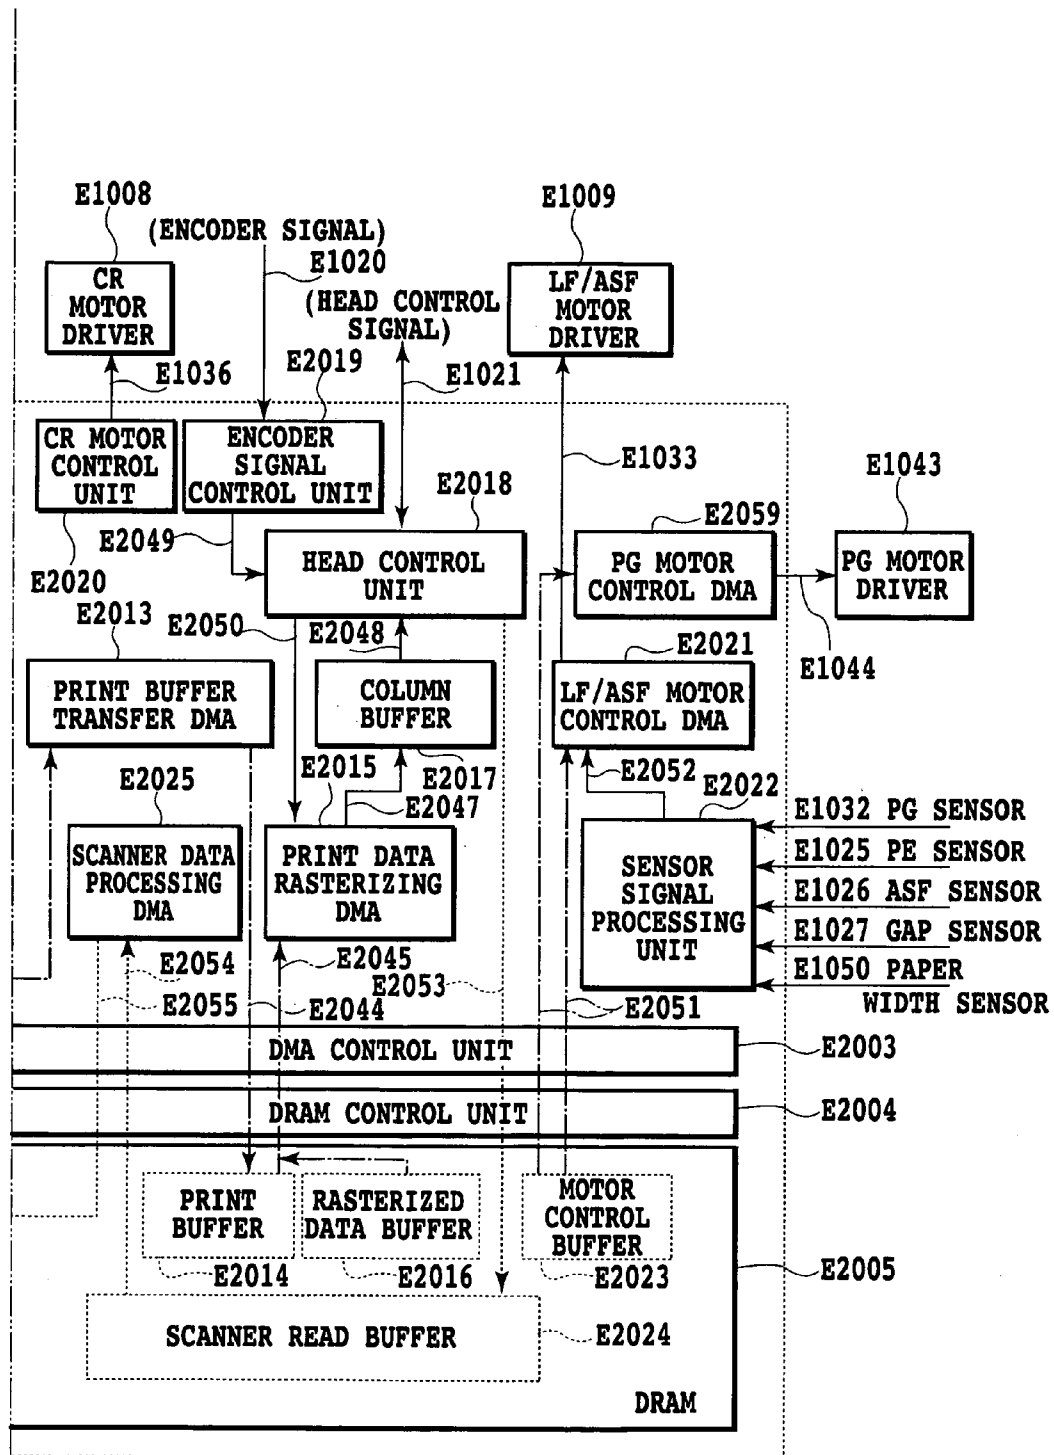 E1008
(ENCODER SIGNAL)
E1020
E1009
CR
MOTOR
DRIVER
(HEAD CONTROL
SIGNAL)
LF/ASF
MOTOR
DRIVER
E1036
E2019
E1021
CR MOTOR
CONTROL
UNIT
ENCODER
SIGNAL
CONTROL UNIT
E1033
E1043
E2018
E2059
E2049
E2020
HEAD CONTROL
UNIT
PG MOTOR
CONTROL DMA
PG MOTOR
DRIVER
E2013
E2050
E2048
E2021
E1044
PRINT BUFFER
TRANSFER DMA
COLUMN
BUFFER
LF/ASF MOTOR
CONTROL DMA
E2025
E2015
E2017
E2047
E2052
E2022
SCANNER DATA
PROCESSING
DMA
PRINT DATA
RASTERIZING
DMA
SENSOR
SIGNAL
PROCESSING
UNIT
E1032 PG SENSOR
E1025 PE SENSOR
E1026 ASF SENSOR
E1027 GAP SENSOR
E1050 PAPER
WIDTH SENSOR
E2054
E2055
E2045
E2044
E2053
E2051
DMA CONTROL UNIT
E2003
DRAM CONTROL UNIT
E2004
PRINT
BUFFER
RASTERIZED
DATA BUFFER
MOTOR
CONTROL
BUFFER
E2014
E2016
E2023
E2005
SCANNER READ BUFFER
E2024
DRAM